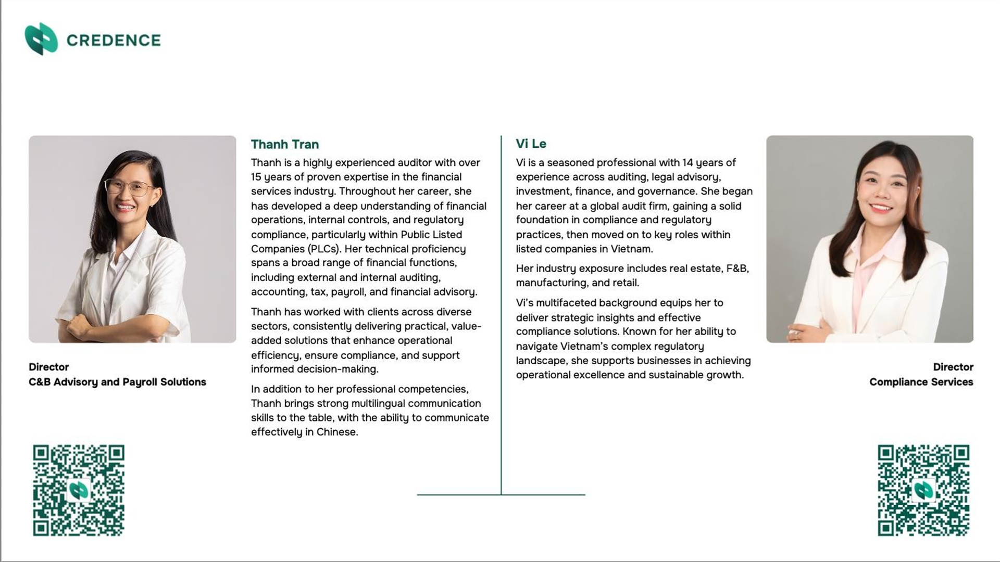 CREDENCE
Thanh Tran
Thanh is a highly experienced auditor with over
15 years of proven expertise in the financial
services industry. Throughout her career, she
has developed a deep understanding of financial
operations, internal controls, and regulatory
compliance, particularly within Public Listed
Companies (PLCs). Her technical proficiency
spans a broad range of financial functions,
including external and internal auditing,
accounting, tax, payroll, and financial advisory.
Thanh has worked with clients across diverse
sectors, consistently delivering practical, value-
added solutions that enhance operational
efficiency, ensure compliance, and support
informed decision-making.
In addition to her professional competencies,
Thanh brings strong multilingual communication
skills to the table, with the ability to communicate
effectively in Chinese.
Director
C&B Advisory and Payroll Solutions
Vi Le
Vi is a seasoned professional with 14 years of
experience across auditing, legal advisory,
investment, finance, and governance. She began
her career at a global audit firm, gaining a solid
foundation in compliance and regulatory
practices, then moved on to key roles within
listed companies in Vietnam.
Her industry exposure includes real estate, F&B,
manufacturing, and retail.
Vi’s multifaceted background equips her to
deliver strategic insights and effective
compliance solutions. Known for her ability to
navigate Vietnam’s complex regulatory
landscape, she supports businesses in achieving
operational excellence and sustainable growth.
Director
Compliance Services